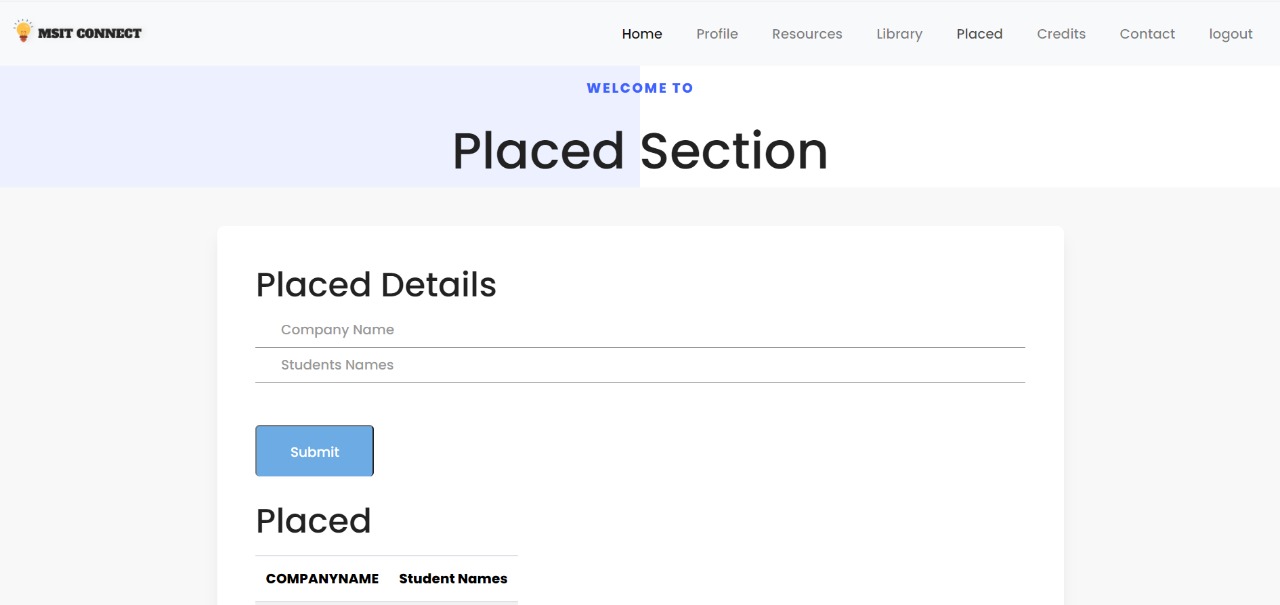 MSIT CONNECT
Home Profile Resources Library Placed Credits Contact logout
WELCOME TO
Placed Section
Placed Details
Company Name
Students Names
Submit
Placed
COMPANYNAME Student Names